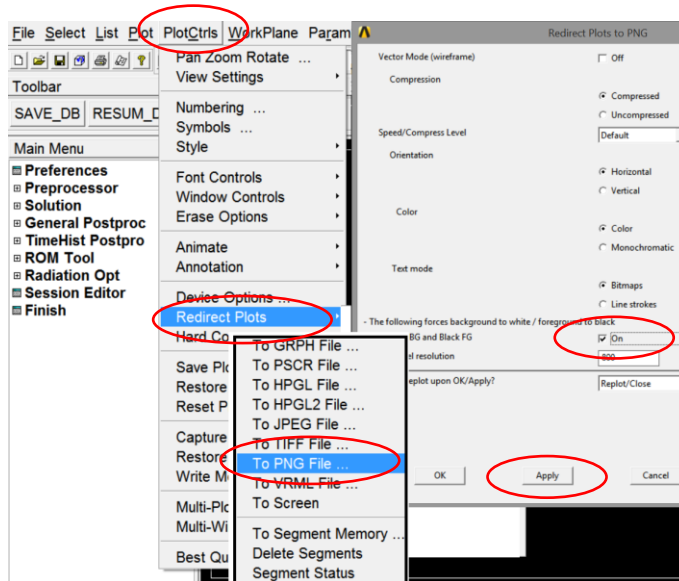 File Select List Plot PlotCtrls WorkPlane Param
Toolbar
SAVE_DB RESUM_D
Main Menu
Preferences
Preprocessor
Solution
General Postproc
TimeHist Postpro
ROM Tool
Radiation Opt
Session Editor
Finish
Pan Zoom Rotate ...
View Settings
Numbering ...
Symbols ...
Style
Font Controls
Window Controls
Erase Options
Animate
Annotation
Device Options ...
Redirect Plots
Hard Co
Save Plo
Restore
Reset P
Capture
Restore
Write M
Multi-Plo
Multi-Wi
Best Qu
To GRPH File ...
To PSCR File ...
To HPGL File ...
To HPGL2 File ...
To JPEG File ...
To TIFF File ...
To PNG File ...
To VRML File ...
To Screen
To Segment Memory ...
Delete Segments
Segment Status
Redirect Plots to PNG
Vector Mode (wireframe) Off
Compression
Compressed
Uncompressed
Speed/Compress Level Default
Orientation
Horizontal
Vertical
Color
Color
Monochromatic
Text mode
Bitmaps
Line strokes
- The following forces background to white / foreground to black
BG and Black FG On
el resolution 800
eplot upon OK/Apply? Replot/Close
OK Apply Cancel